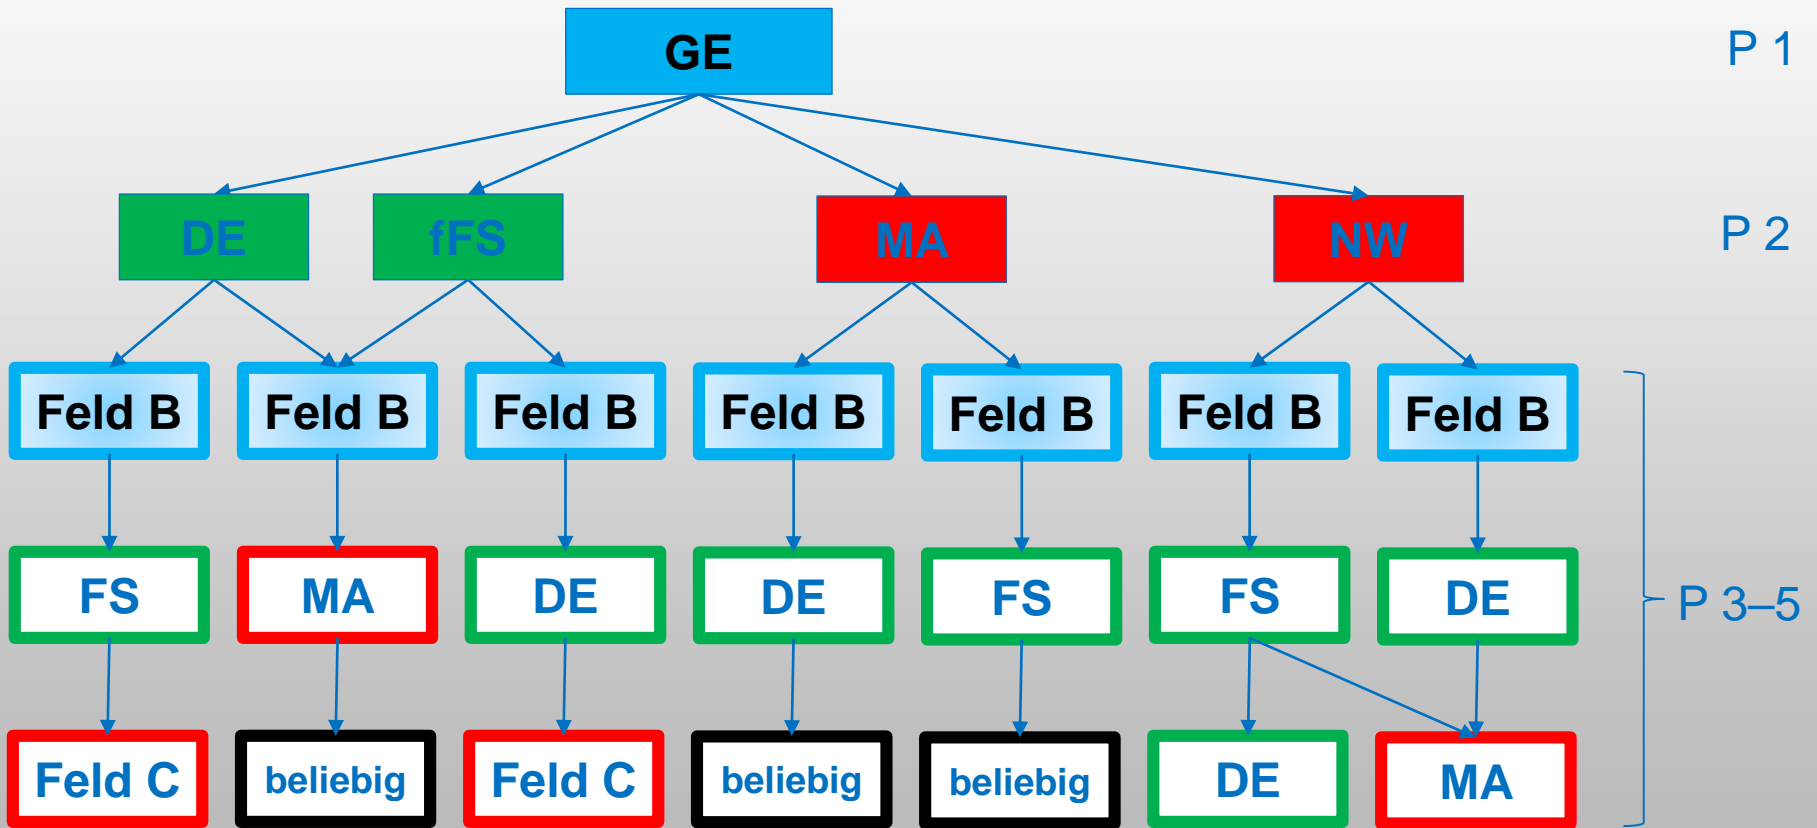 GE
P 1
DE
fFS
MA
NW
P 2
Feld B
Feld B
Feld B
Feld B
Feld B
Feld B
Feld B
FS
MA
DE
DE
FS
FS
DE
P 3–5
Feld C
beliebig
Feld C
beliebig
beliebig
DE
MA